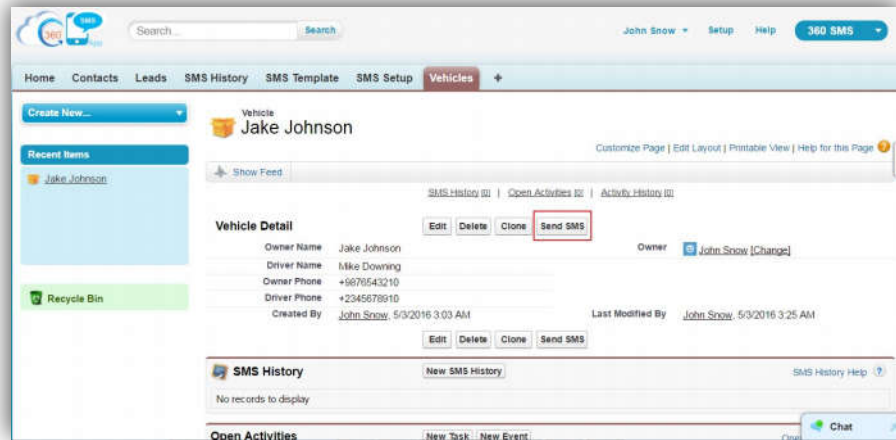 360 SMS App
Search... Search John Snow Setup Help 360 SMS
Home Contacts Leads SMS History SMS Template SMS Setup Vehicles +
Create New...
Vehicle
Jake Johnson
Customize Page | Edit Layout | Printable View | Help for this Page ?
Recent Items
Jake Johnson
Show Feed
SMS History [0] | Open Activities [0] | Activity History [0]
Vehicle Detail Edit Delete Clone Send SMS
Owner Name Jake Johnson Owner John Snow [Change]
Driver Name Mike Downing
Owner Phone +9876543210
Recycle Bin
Driver Phone +2345678910
Created By John Snow, 5/3/2016 3:03 AM Last Modified By John Snow, 5/3/2016 3:25 AM
Edit Delete Clone Send SMS
SMS History New SMS History SMS History Help ?
No records to display
Open Activities New Task New Event
Chat